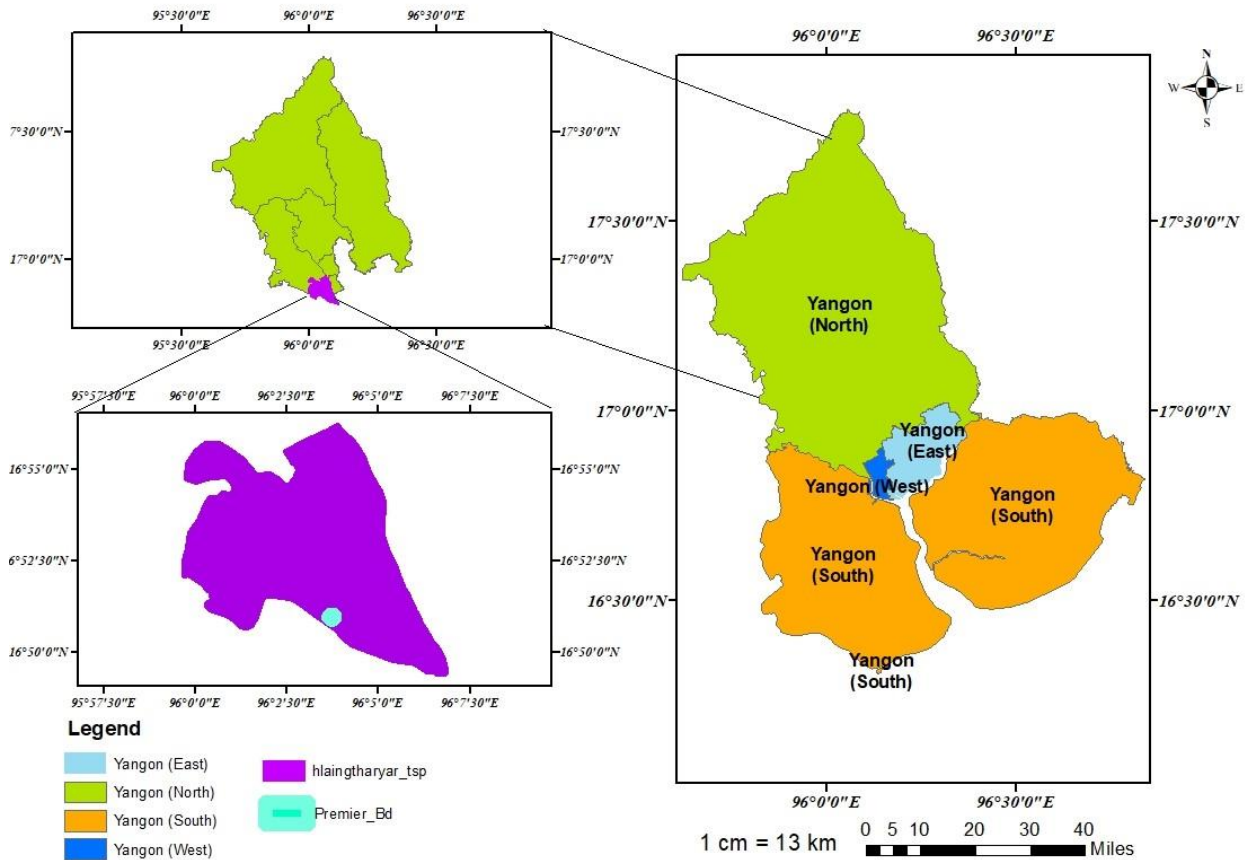 95°30'0"E 96°0'0"E 96°30'0"E
7°30'0"N 17°30'0"N
17°0'0"N 17°0'0"N
95°30'0"E 96°0'0"E 96°30'0"E
95°57'30"E 96°0'0"E 96°2'30"E 96°5'0"E 96°7'30"E
16°55'0"N 16°55'0"N
6°52'30"N 16°52'30"N
16°50'0"N 16°50'0"N
95°57'30"E 96°0'0"E 96°2'30"E 96°5'0"E 96°7'30"E
96°0'0"E 96°30'0"E
N
W E
S
17°30'0"N 17°30'0"N
Yangon
(North)
17°0'0"N 17°0'0"N
Yangon
(East)
Yangon (West)
Yangon
(South)
Yangon
(South)
16°30'0"N 16°30'0"N
Yangon
(South)
96°0'0"E 96°30'0"E
Legend
Yangon (East)
Yangon (North)
Yangon (South)
Yangon (West)
hlaingtharyar_tsp
Premier_Bd
1 cm = 13 km
0 5 10 20 30 40
Miles